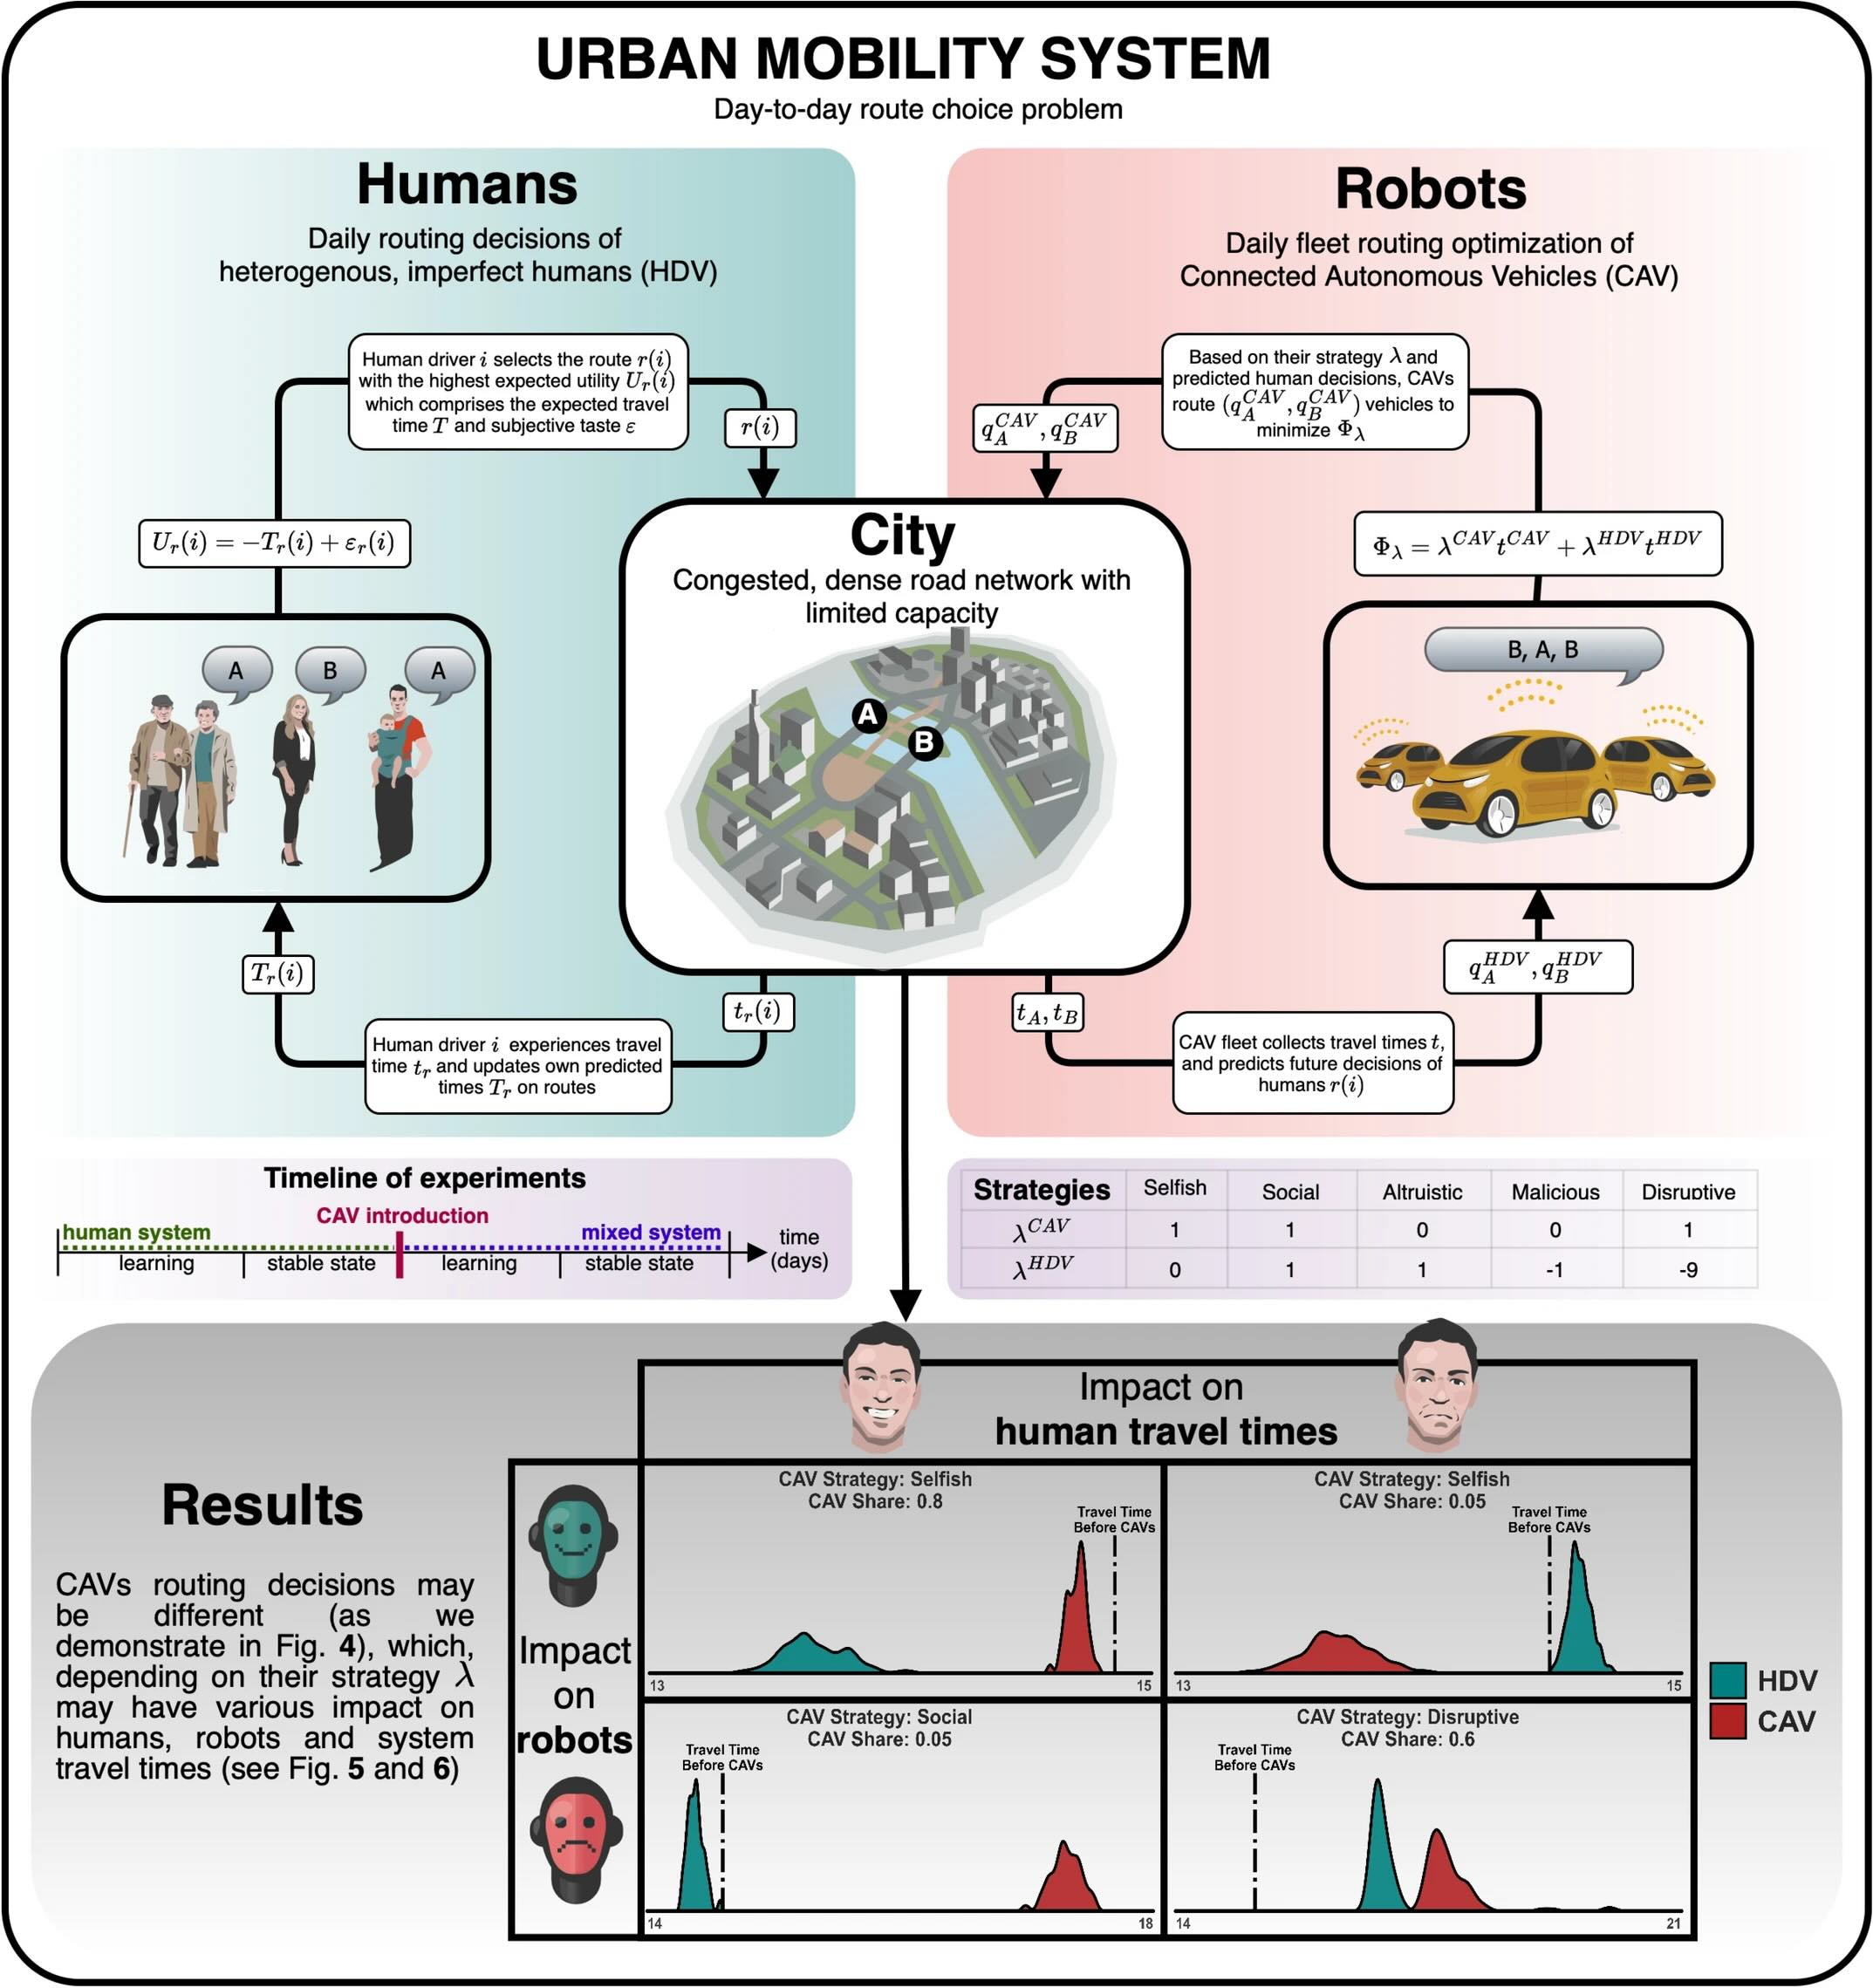 URBAN MOBILITY SYSTEM
Day-to-day route choice problem
Humans
Daily routing decisions of
heterogenous, imperfect humans (HDV)
Human driver i selects the route r(i)
with the highest expected utility U_r(i)
which comprises the expected travel
time T and subjective taste ε
r(i)
U_r(i) = −T_r(i) + ε_r(i)
A
B
A
T_r(i)
Human driver i experiences travel
time t_r and updates own predicted
times T_r on routes
t_r(i)
Robots
Daily fleet routing optimization of
Connected Autonomous Vehicles (CAV)
Based on their strategy λ and
predicted human decisions, CAVs
route (q_A^CAV, q_B^CAV) vehicles to
minimize Φ_λ
q_A^CAV, q_B^CAV
Φ_λ = λ^CAV t^CAV + λ^HDV t^HDV
B, A, B
q_A^HDV, q_B^HDV
CAV fleet collects travel times t,
and predicts future decisions of
humans r(i)
t_A, t_B
City
Congested, dense road network with
limited capacity
A
B
Timeline of experiments
CAV introduction
human system
mixed system
learning
stable state
learning
stable state
time
(days)
Strategies Selfish Social Altruistic Malicious Disruptive
λ^CAV 1 1 0 0 1
λ^HDV 0 1 1 -1 -9
Results
CAVs routing decisions may
be different (as we
demonstrate in Fig. 4), which,
depending on their strategy λ
may have various impact on
humans, robots and system
travel times (see Fig. 5 and 6)
Impact on
human travel times
Impact
on
robots
CAV Strategy: Selfish
CAV Share: 0.8
Travel Time
Before CAVs
13 15
CAV Strategy: Selfish
CAV Share: 0.05
Travel Time
Before CAVs
13 15
CAV Strategy: Social
CAV Share: 0.05
Travel Time
Before CAVs
14 18
CAV Strategy: Disruptive
CAV Share: 0.6
Travel Time
Before CAVs
14 21
HDV
CAV